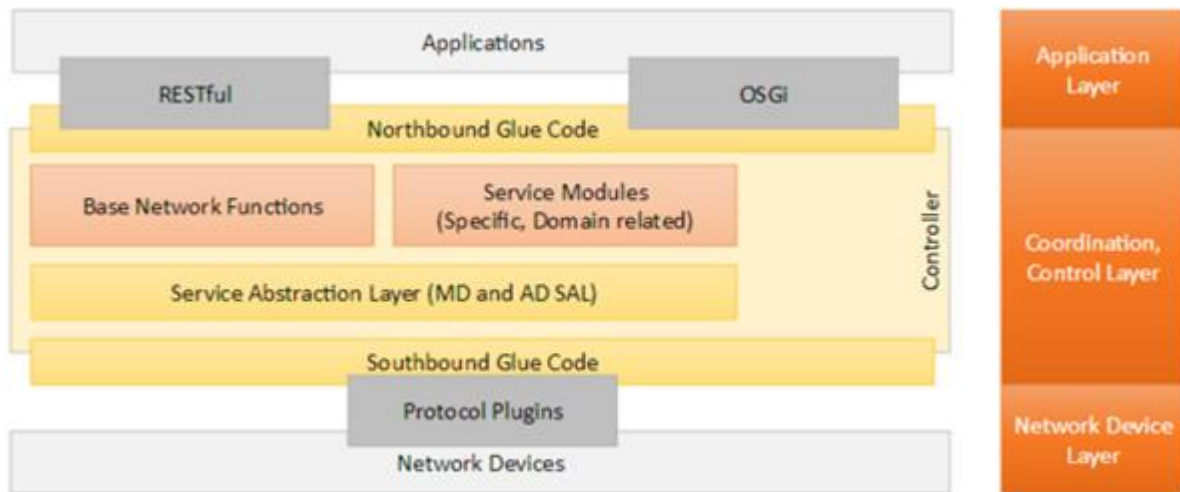 Applications
RESTful
OSGi
Northbound Glue Code
Base Network Functions
Service Modules
(Specific, Domain related)
Service Abstraction Layer (MD and AD SAL)
Controller
Southbound Glue Code
Protocol Plugins
Network Devices
Application
Layer
Coordination,
Control Layer
Network Device
Layer